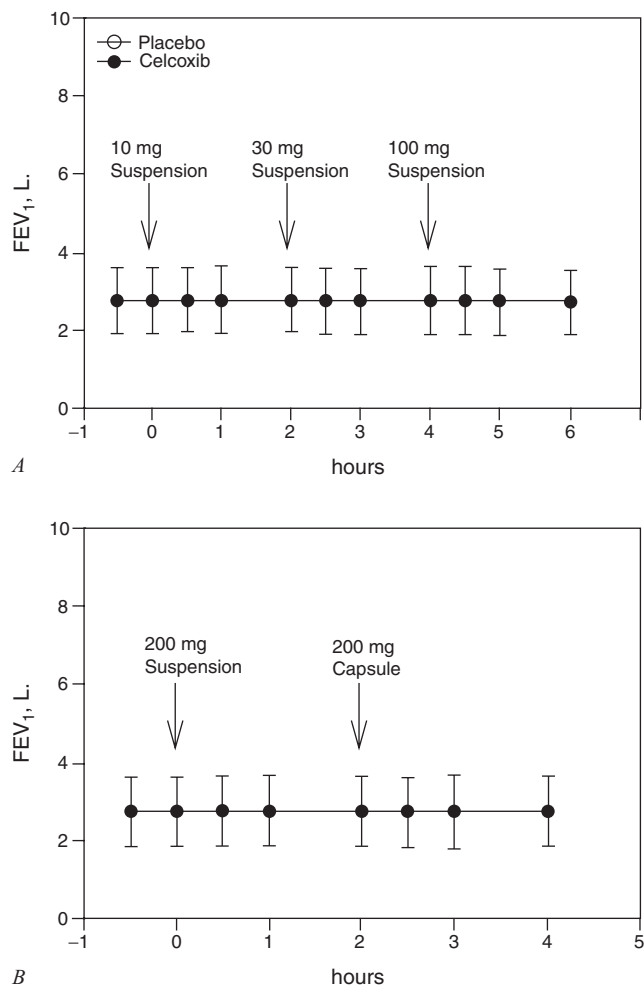 10
Placebo
Celcoxib
8
10 mg
Suspension
30 mg
Suspension
100 mg
Suspension
6
FEV1, L.
4
2
0
–1 0 1 2 3 4 5 6
A
hours
10
8
200 mg
Suspension
200 mg
Capsule
6
FEV1, L.
4
2
0
–1 0 1 2 3 4 5
B
hours